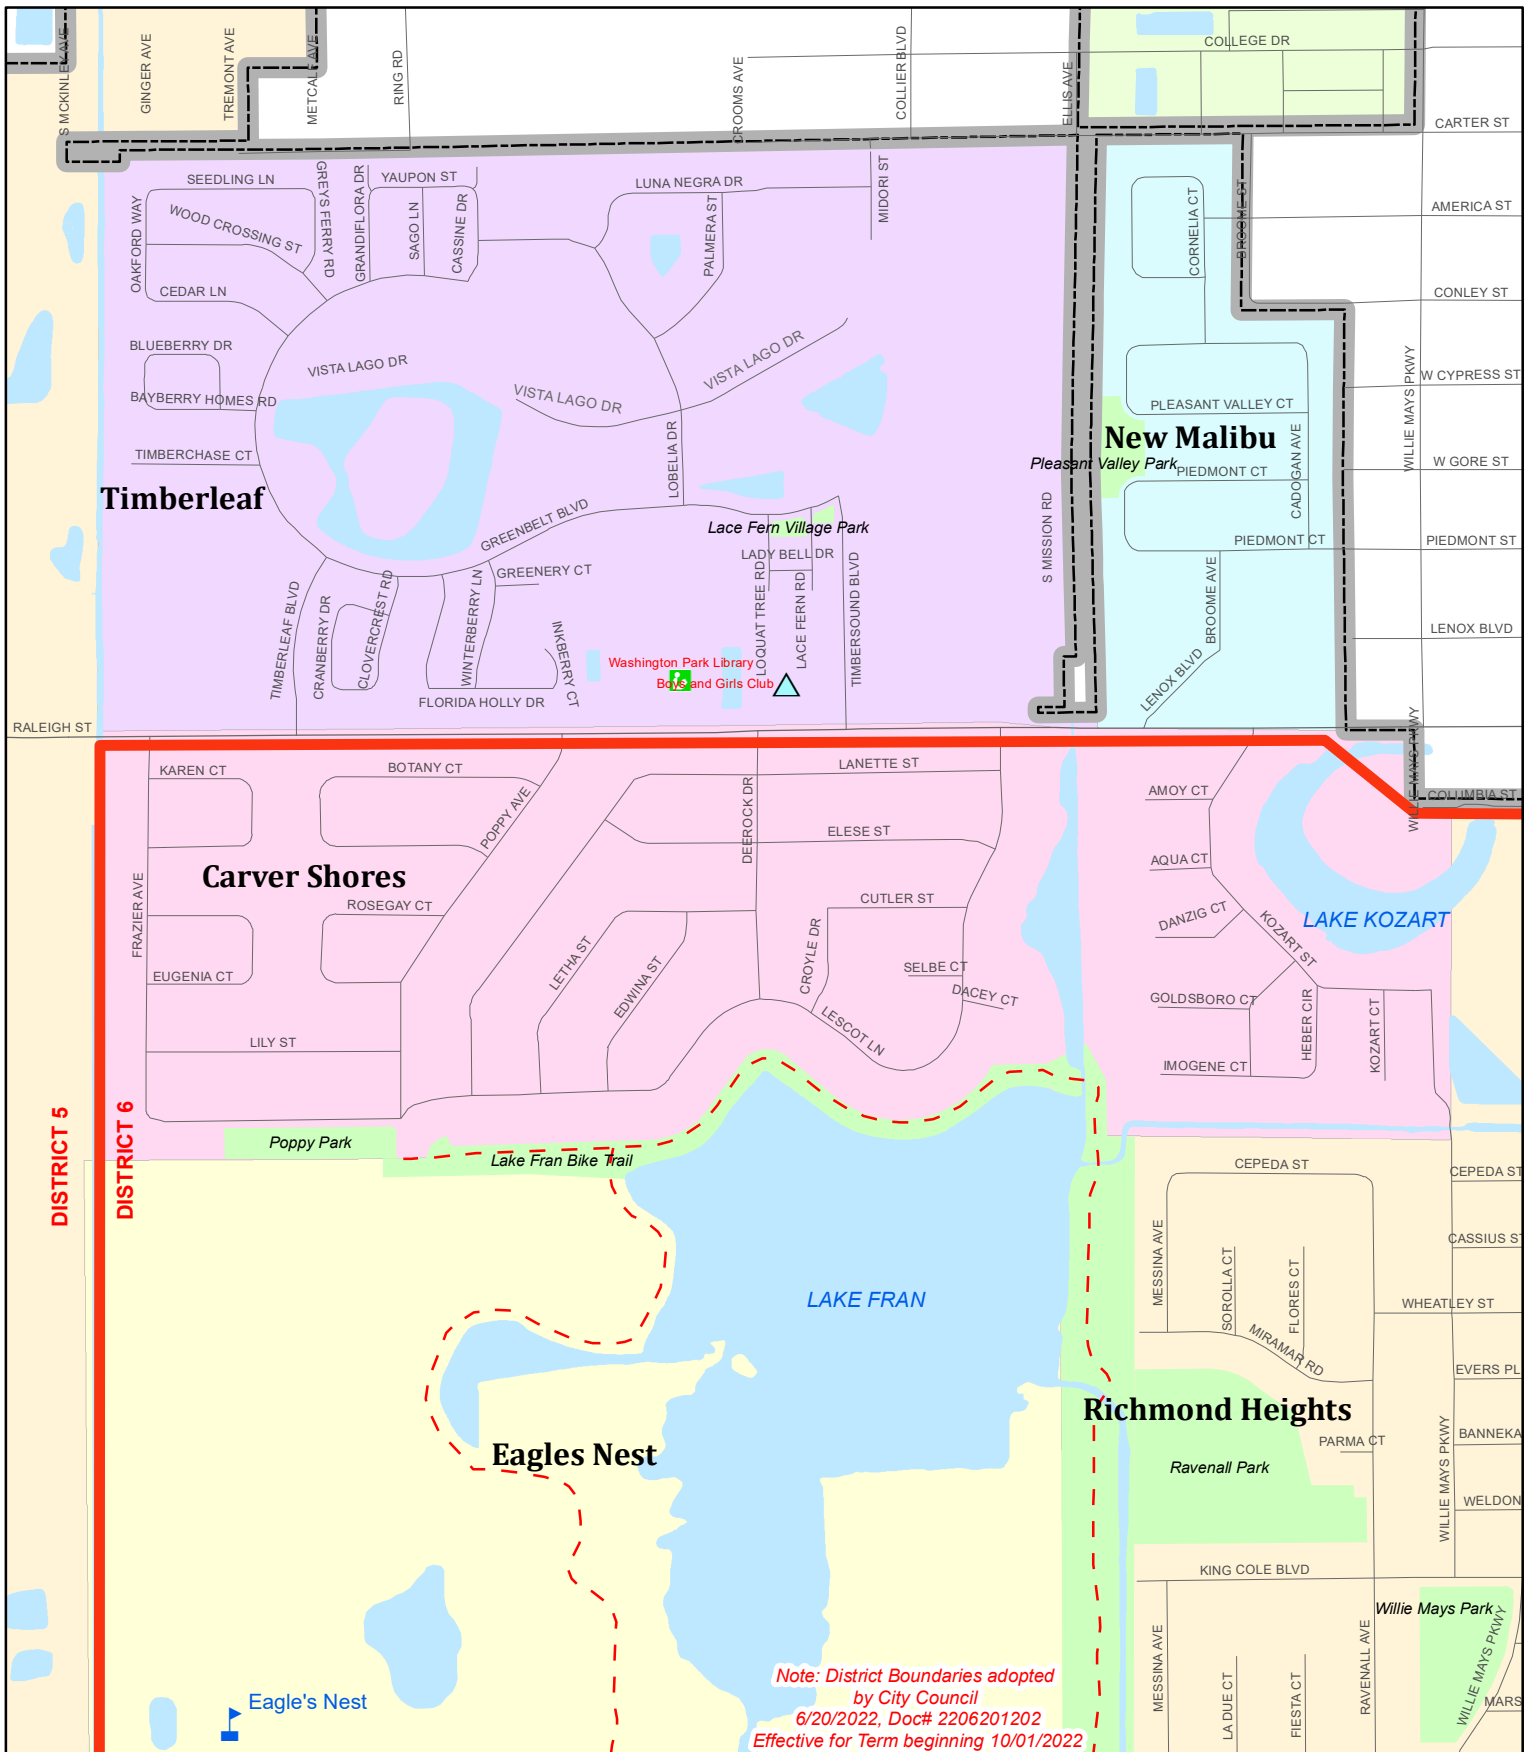 S MCKINLEY AVE
GINGER AVE
TREMONT AVE
METCALF AVE
RING RD
CROOMS AVE
COLLIER BLVD
ELLIS AVE
COLLEGE DR
CARTER ST
SEEDLING LN
GREYS FERRY RD
GRANDIFLORA DR
YAUPON ST
LUNA NEGRA DR
MIDORI ST
OAKFORD WAY
WOOD CROSSING ST
SAGO LN
CASSINE DR
PALMERA ST
CORNELIA CT
BROOME CT
AMERICA ST
CEDAR LN
CONLEY ST
BLUEBERRY DR
VISTA LAGO DR
VISTA LAGO DR
VISTA LAGO DR
WILLIE MAYS PKWY
W CYPRESS ST
BAYBERRY HOMES RD
PLEASANT VALLEY CT
New Malibu
TIMBERCHASE CT
LOBELIA DR
Pleasant Valley Park
PIEDMONT CT
CADOGAN AVE
W GORE ST
Timberleaf
GREENBELT BLVD
Lace Fern Village Park
S MISSION RD
PIEDMONT CT
PIEDMONT ST
LADY BELL DR
GREENERY CT
TIMBERLEAF BLVD
CRANBERRY DR
CLOVERCREST RD
WINTERBERRY LN
INKBERRY CT
LOQUAT TREE RD
LACE FERN RD
TIMBERSOUND BLVD
BROOME AVE
LENOX BLVD
LENOX BLVD
Washington Park Library
Boys and Girls Club
FLORIDA HOLLY DR
RALEIGH ST
WILLIE MAYS PKWY
KAREN CT
BOTANY CT
LANETTE ST
AMOY CT
COLUMBIA ST
POPPY AVE
DEEROCK DR
ELESE ST
AQUA CT
Carver Shores
FRAZIER AVE
ROSEGAY CT
CUTLER ST
DANZIG CT
KOZART ST
LAKE KOZART
LETHA ST
EDWINA ST
CROYLE DR
SELBE CT
DACEY CT
EUGENIA CT
GOLDSBORO CT
HEBER CIR
KOZART CT
LESCOT LN
LILY ST
IMOGENE CT
DISTRICT 5
DISTRICT 6
Poppy Park
Lake Fran Bike Trail
CEPEDA ST
CEPEDA ST
MESSINA AVE
SOROLLA CT
FLORES CT
CASSIUS ST
LAKE FRAN
WHEATLEY ST
MIRAMAR RD
EVERS PL
Richmond Heights
PARMA CT
WILLIE MAYS PKWY
BANNEKA
Eagles Nest
Ravenall Park
WELDON
KING COLE BLVD
Willie Mays Park
MESSINA AVE
LA DUE CT
FIESTA CT
RAVENALL AVE
WILLIE MAYS PKWY
MARS
Eagle's Nest
Note: District Boundaries adopted
by City Council
6/20/2022, Doc# 2206201202
Effective for Term beginning 10/01/2022